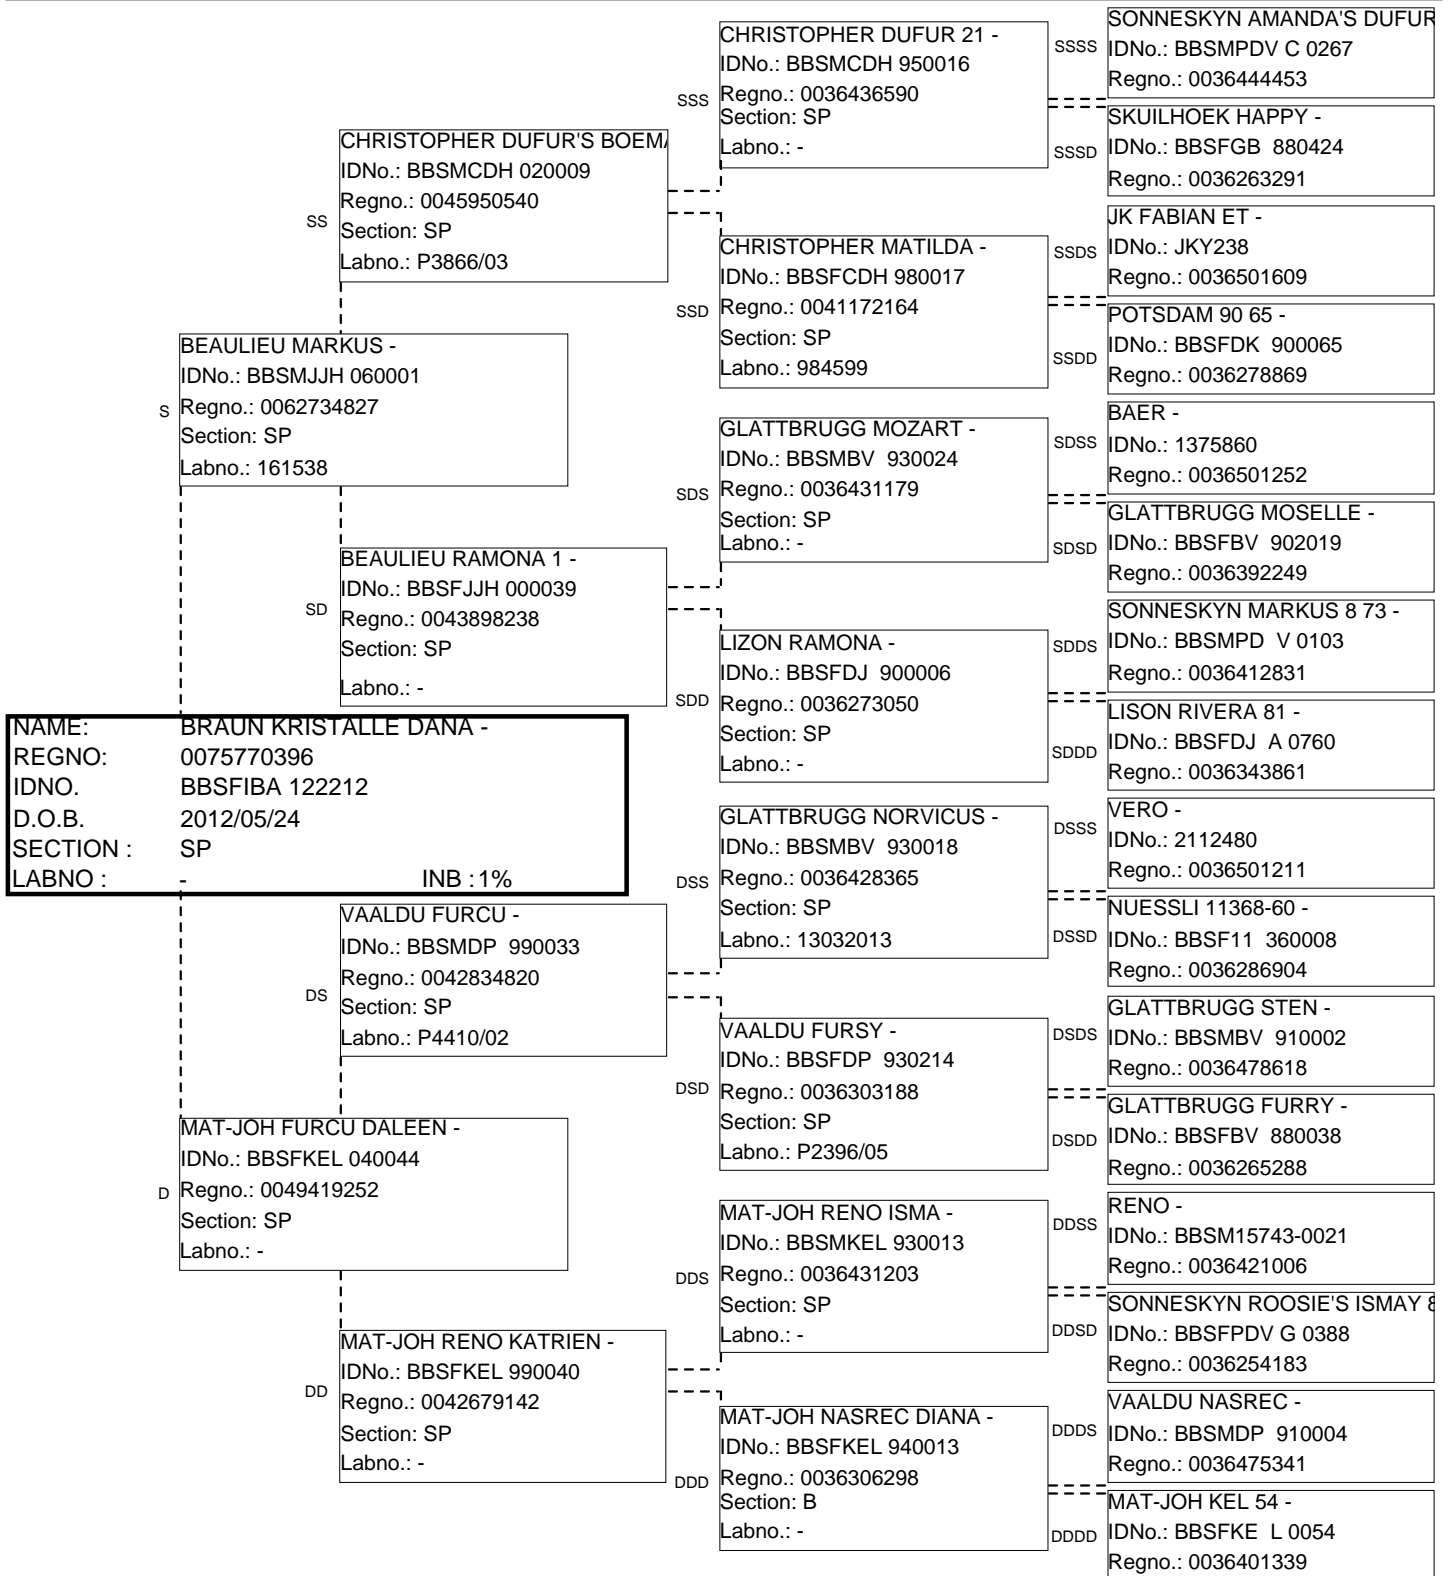 NAME: BRAUN KRISTALLE DANA -
REGNO: 0075770396
IDNO. BBSFIBA 122212
D.O.B. 2012/05/24
SECTION : SP
LABNO : - INB : 1%
S
BEAULIEU MARKUS -
IDNo.: BBSMJJH 060001
Regno.: 0062734827
Section: SP
Labno.: 161538
D
MAT-JOH FURCU DALEEN -
IDNo.: BBSFKEL 040044
Regno.: 0049419252
Section: SP
Labno.: -
SS
CHRISTOPHER DUFUR'S BOEMA
IDNo.: BBSMCDH 020009
Regno.: 0045950540
Section: SP
Labno.: P3866/03
SD
BEAULIEU RAMONA 1 -
IDNo.: BBSFJJH 000039
Regno.: 0043898238
Section: SP
Labno.: -
DS
VAALDU FURCU -
IDNo.: BBSMDP 990033
Regno.: 0042834820
Section: SP
Labno.: P4410/02
DD
MAT-JOH RENO KATRIEN -
IDNo.: BBSFKEL 990040
Regno.: 0042679142
Section: SP
Labno.: -
SSS
CHRISTOPHER DUFUR 21 -
IDNo.: BBSMCDH 950016
Regno.: 0036436590
Section: SP
Labno.: -
SSD
CHRISTOPHER MATILDA -
IDNo.: BBSFCDH 980017
Regno.: 0041172164
Section: SP
Labno.: 984599
SDS
GLATTBRUGG MOZART -
IDNo.: BBSMBV 930024
Regno.: 0036431179
Section: SP
Labno.: -
SDD
LIZON RAMONA -
IDNo.: BBSFDJ 900006
Regno.: 0036273050
Section: SP
Labno.: -
DSS
GLATTBRUGG NORVICUS -
IDNo.: BBSMBV 930018
Regno.: 0036428365
Section: SP
Labno.: 13032013
DSD
VAALDU FURSY -
IDNo.: BBSFDP 930214
Regno.: 0036303188
Section: SP
Labno.: P2396/05
DDS
MAT-JOH RENO ISMA -
IDNo.: BBSMKEL 930013
Regno.: 0036431203
Section: SP
Labno.: -
DDD
MAT-JOH NASREC DIANA -
IDNo.: BBSFKEL 940013
Regno.: 0036306298
Section: B
Labno.: -
SSSS
SONNESKYN AMANDA'S DUFUR
IDNo.: BBSMPDV C 0267
Regno.: 0036444453
SSSD
SKUILHOEK HAPPY -
IDNo.: BBSFGB 880424
Regno.: 0036263291
SSDS
JK FABIAN ET -
IDNo.: JKY238
Regno.: 0036501609
SSDD
POTSDAM 90 65 -
IDNo.: BBSFDK 900065
Regno.: 0036278869
SDSS
BAER -
IDNo.: 1375860
Regno.: 0036501252
SDSD
GLATTBRUGG MOSELLE -
IDNo.: BBSFBV 902019
Regno.: 0036392249
SDDS
SONNESKYN MARKUS 8 73 -
IDNo.: BBSMPD V 0103
Regno.: 0036412831
SDDD
LISON RIVERA 81 -
IDNo.: BBSFDJ A 0760
Regno.: 0036343861
DSSS
VERO -
IDNo.: 2112480
Regno.: 0036501211
DSSD
NUESSLI 11368-60 -
IDNo.: BBSF11 360008
Regno.: 0036286904
DSDS
GLATTBRUGG STEN -
IDNo.: BBSMBV 910002
Regno.: 0036478618
DSDD
GLATTBRUGG FURRY -
IDNo.: BBSFBV 880038
Regno.: 0036265288
DDSS
RENO -
IDNo.: BBSM15743-0021
Regno.: 0036421006
DDSD
SONNESKYN ROOSIE'S ISMAY 8
IDNo.: BBSFPDV G 0388
Regno.: 0036254183
DDDS
VAALDU NASREC -
IDNo.: BBSMDP 910004
Regno.: 0036475341
DDDD
MAT-JOH KEL 54 -
IDNo.: BBSFKE L 0054
Regno.: 0036401339